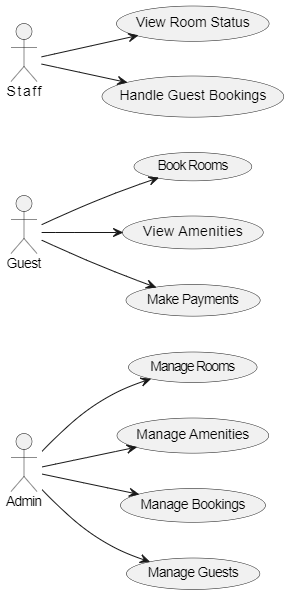 View Room Status
Staff
Handle Guest Bookings
Book Rooms
View Amenities
Guest
Make Payments
Manage Rooms
Manage Amenities
Admin
Manage Bookings
Manage Guests